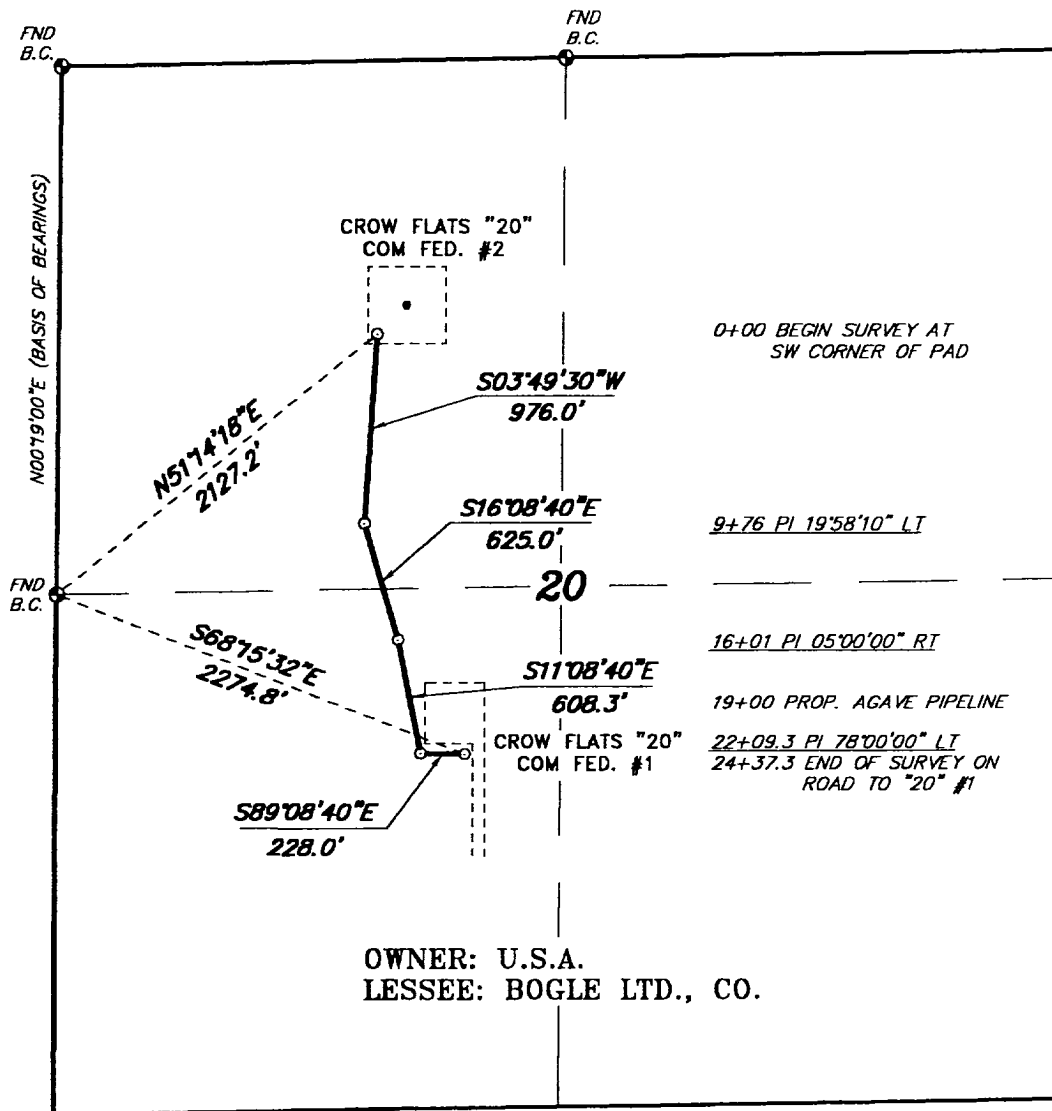 FND
B.C.
FND
B.C.
N00°19'00"E (BASIS OF BEARINGS)
CROW FLATS "20"
COM FED. #2
0+00 BEGIN SURVEY AT
SW CORNER OF PAD
S03°49'30"W
976.0'
N51°14'18"E
2127.2'
S16°08'40"E
625.0'
9+76 PI 19°58'10" LT
FND
B.C.
20
S68°15'32"E
2274.8'
16+01 PI 05°00'00" RT
S11°08'40"E
608.3'
19+00 PROP. AGAVE PIPELINE
CROW FLATS "20"
COM FED. #1
22+09.3 PI 78°00'00" LT
24+37.3 END OF SURVEY ON
ROAD TO "20" #1
S89°08'40"E
228.0'
OWNER: U.S.A.
LESSEE: BOGLE LTD., CO.